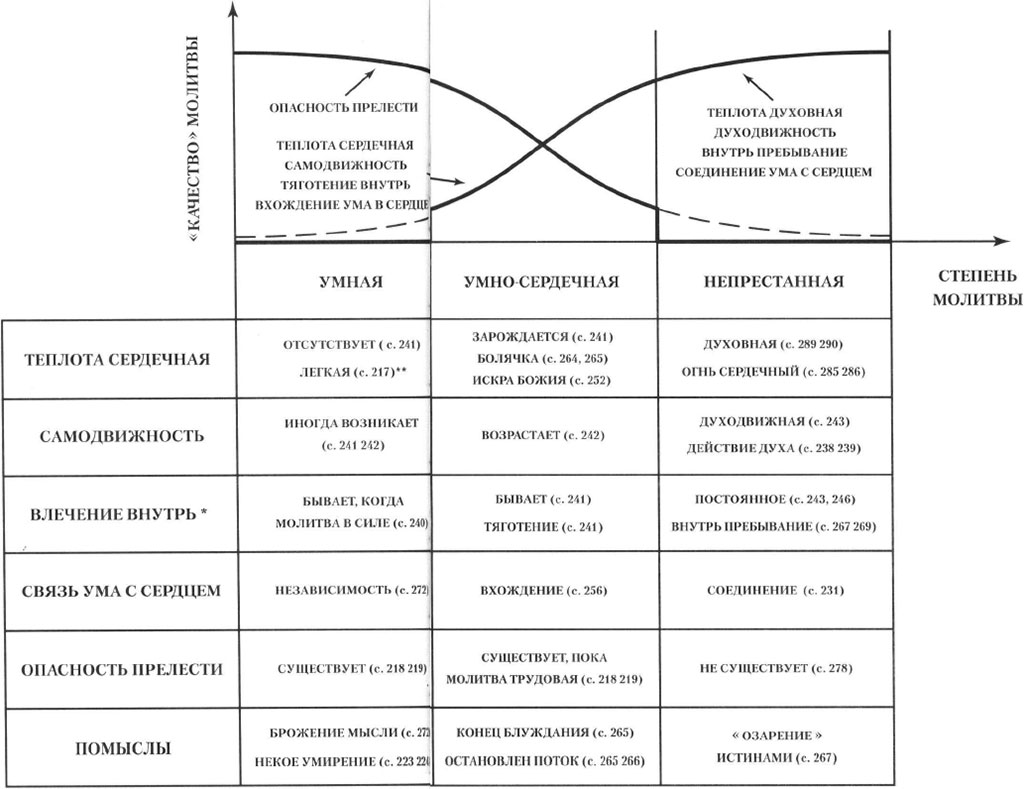 «КАЧЕСТВО» МОЛИТВЫ
ОПАСНОСТЬ ПРЕЛЕСТИ
ТЕПЛОТА СЕРДЕЧНАЯ
САМОДВИЖНОСТЬ
ТЯГОТЕНИЕ ВНУТРЬ
ВХОЖДЕНИЕ УМА В СЕРДЦЕ
ТЕПЛОТА ДУХОВНАЯ
ДУХОДВИЖНОСТЬ
ВНУТРЬ ПРЕБЫВАНИЕ
СОЕДИНЕНИЕ УМА С СЕРДЦЕМ
УМНАЯ
УМНО-СЕРДЕЧНАЯ
НЕПРЕСТАННАЯ
СТЕПЕНЬ
МОЛИТВЫ
ТЕПЛОТА СЕРДЕЧНАЯ
ОТСУТСТВУЕТ ( с. 241)
ЛЕГКАЯ (с. 217)**
ЗАРОЖДАЕТСЯ (с. 241)
БОЛЯЧКА (с. 264, 265)
ИСКРА БОЖИЯ (с. 252)
ДУХОВНАЯ (с. 289 290)
ОГНЬ СЕРДЕЧНЫЙ (с. 285 286)
САМОДВИЖНОСТЬ
ИНОГДА ВОЗНИКАЕТ
(с. 241 242)
ВОЗРАСТАЕТ (с. 242)
ДУХОДВИЖНАЯ (с. 243)
ДЕЙСТВИЕ ДУХА (с. 238 239)
ВЛЕЧЕНИЕ ВНУТРЬ *
БЫВАЕТ, КОГДА
МОЛИТВА В СИЛЕ (с. 240)
БЫВАЕТ (с. 241)
ТЯГОТЕНИЕ (с. 241)
ПОСТОЯННОЕ (с. 243, 246)
ВНУТРЬ ПРЕБЫВАНИЕ (с. 267 269)
СВЯЗЬ УМА С СЕРДЦЕМ
НЕЗАВИСИМОСТЬ (с. 272)
ВХОЖДЕНИЕ (с. 256)
СОЕДИНЕНИЕ (с. 231)
ОПАСНОСТЬ ПРЕЛЕСТИ
СУЩЕСТВУЕТ (с. 218 219)
СУЩЕСТВУЕТ, ПОКА
МОЛИТВА ТРУДОВАЯ (с. 218 219)
НЕ СУЩЕСТВУЕТ (с. 278)
ПОМЫСЛЫ
БРОЖЕНИЕ МЫСЛИ (с.
НЕКОЕ УМИРЕНИЕ (с. 223
КОНЕЦ БЛУЖДАНИЯ (с. 265)
ОСТАНОВЛЕН ПОТОК (с. 265 266)
« ОЗАРЕНИЕ »
ИСТИНАМИ (с. 267)